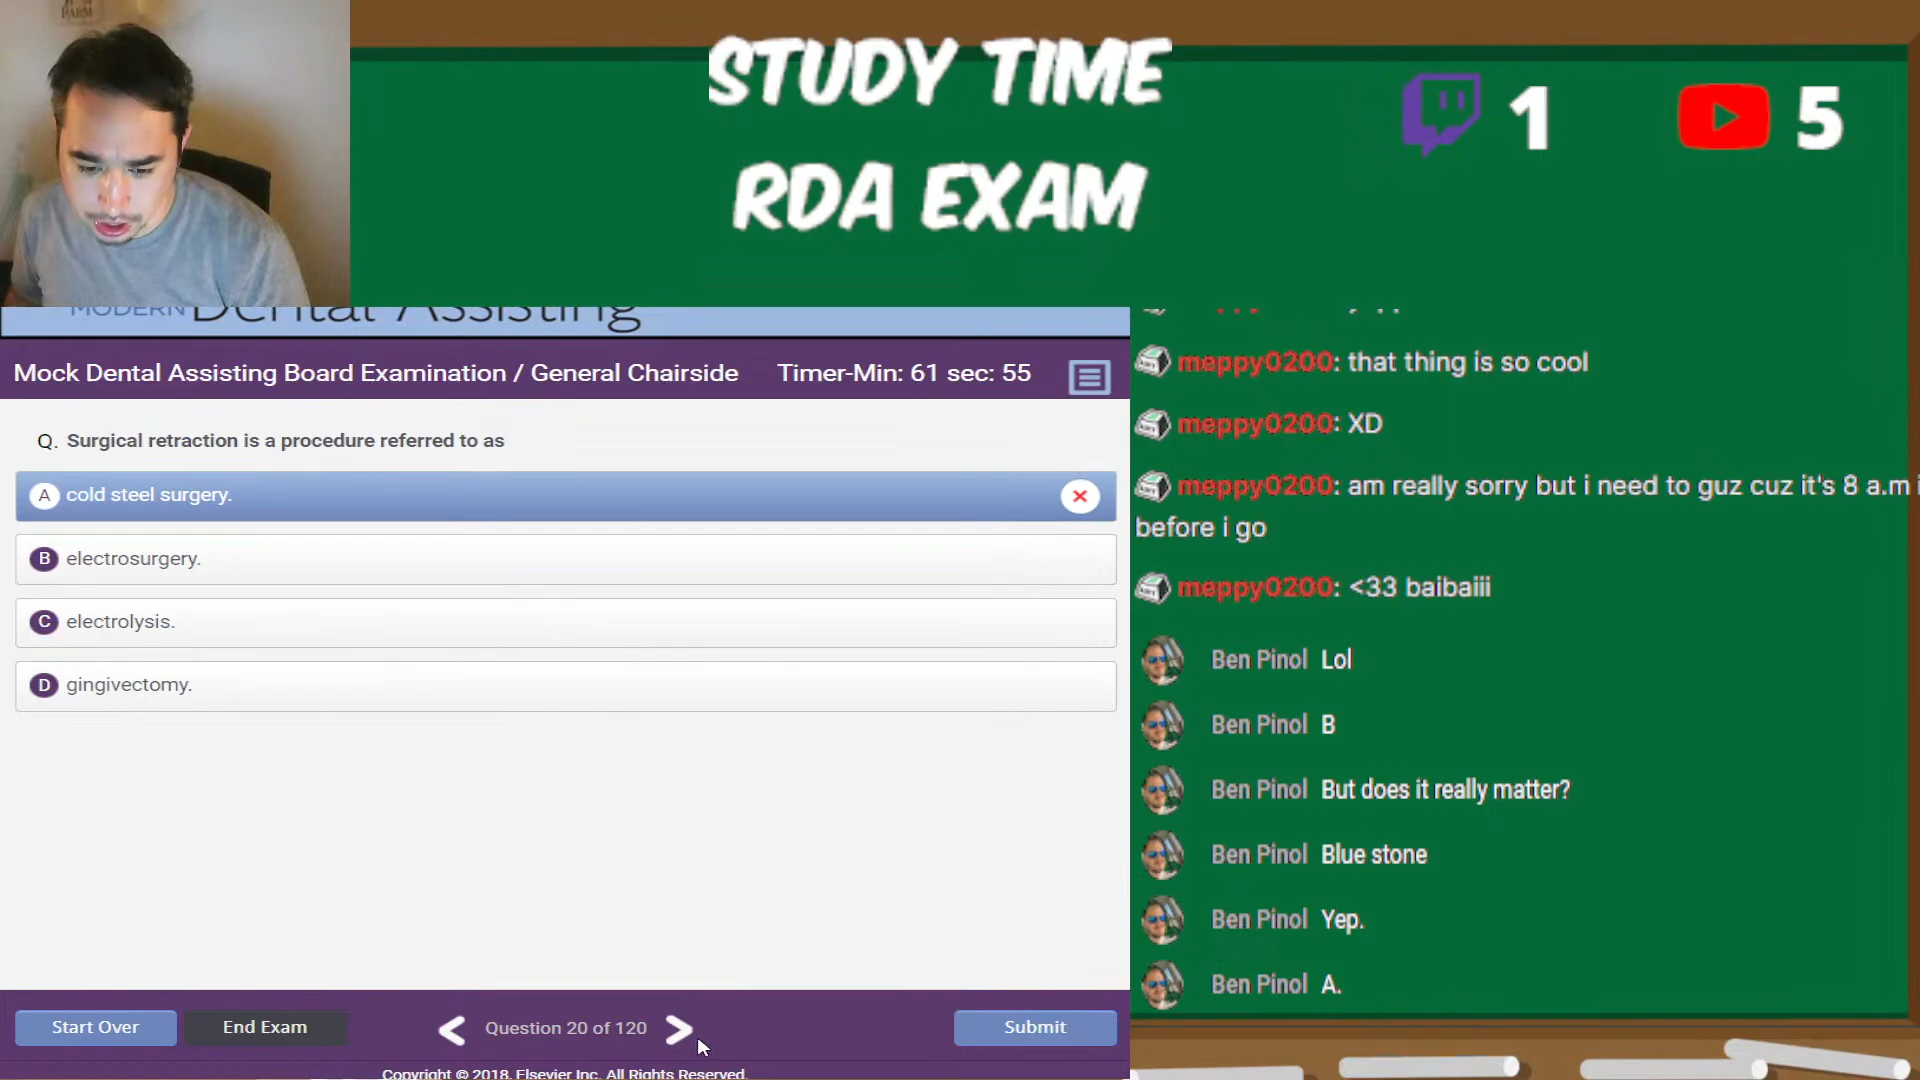 FARM
STUDY TIME
RDA EXAM
1
5
MODERN Dental Assisting
Mock Dental Assisting Board Examination / General Chairside
Timer-Min: 61 sec: 55
Q. Surgical retraction is a procedure referred to as
A cold steel surgery.
B electrosurgery.
C electrolysis.
D gingivectomy.
Start Over
End Exam
Question 20 of 120
Submit
Copyright © 2018, Elsevier Inc. All Rights Reserved.
meppy0200: that thing is so cool
meppy0200: XD
meppy0200: am really sorry but i need to guz cuz it's 8 a.m i
before i go
meppy0200: <33 baibaiii
Ben Pinol Lol
Ben Pinol B
Ben Pinol But does it really matter?
Ben Pinol Blue stone
Ben Pinol Yep.
Ben Pinol A.